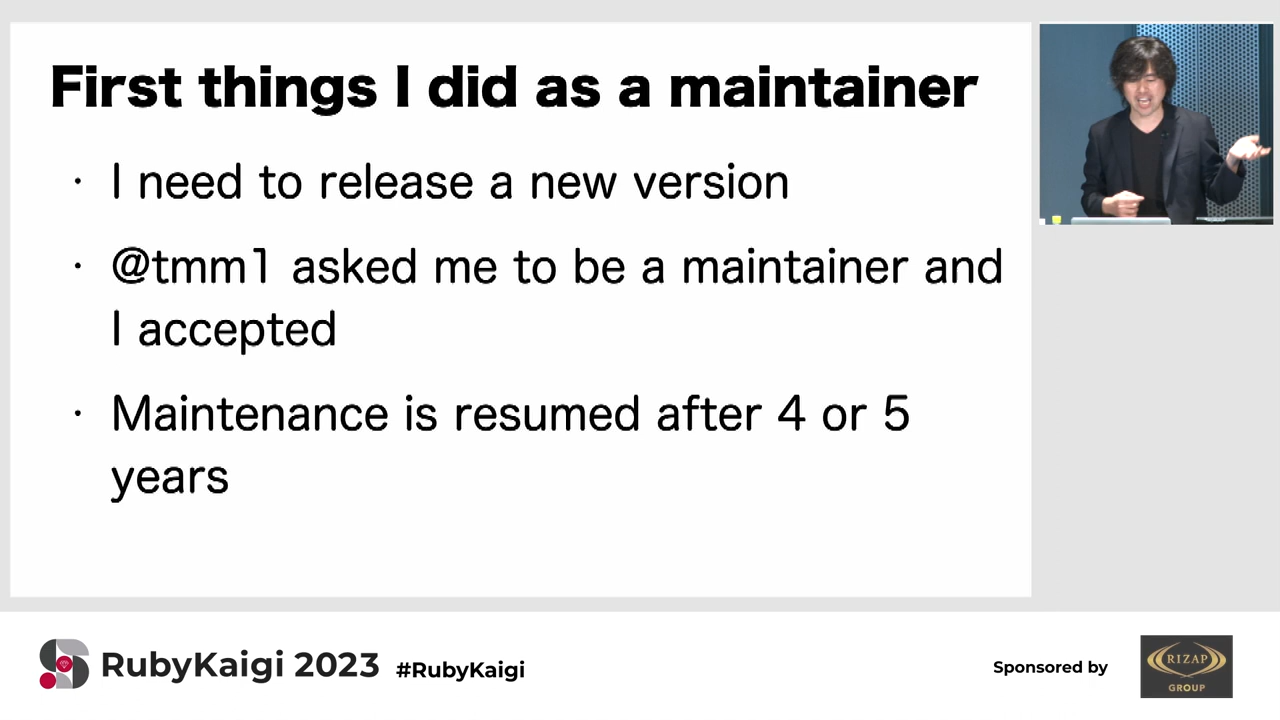 First things I did as a maintainer
· I need to release a new version
· @tmm1 asked me to be a maintainer and
I accepted
· Maintenance is resumed after 4 or 5
years
RubyKaigi 2023 #RubyKaigi
Sponsored by
RIZAP
GROUP